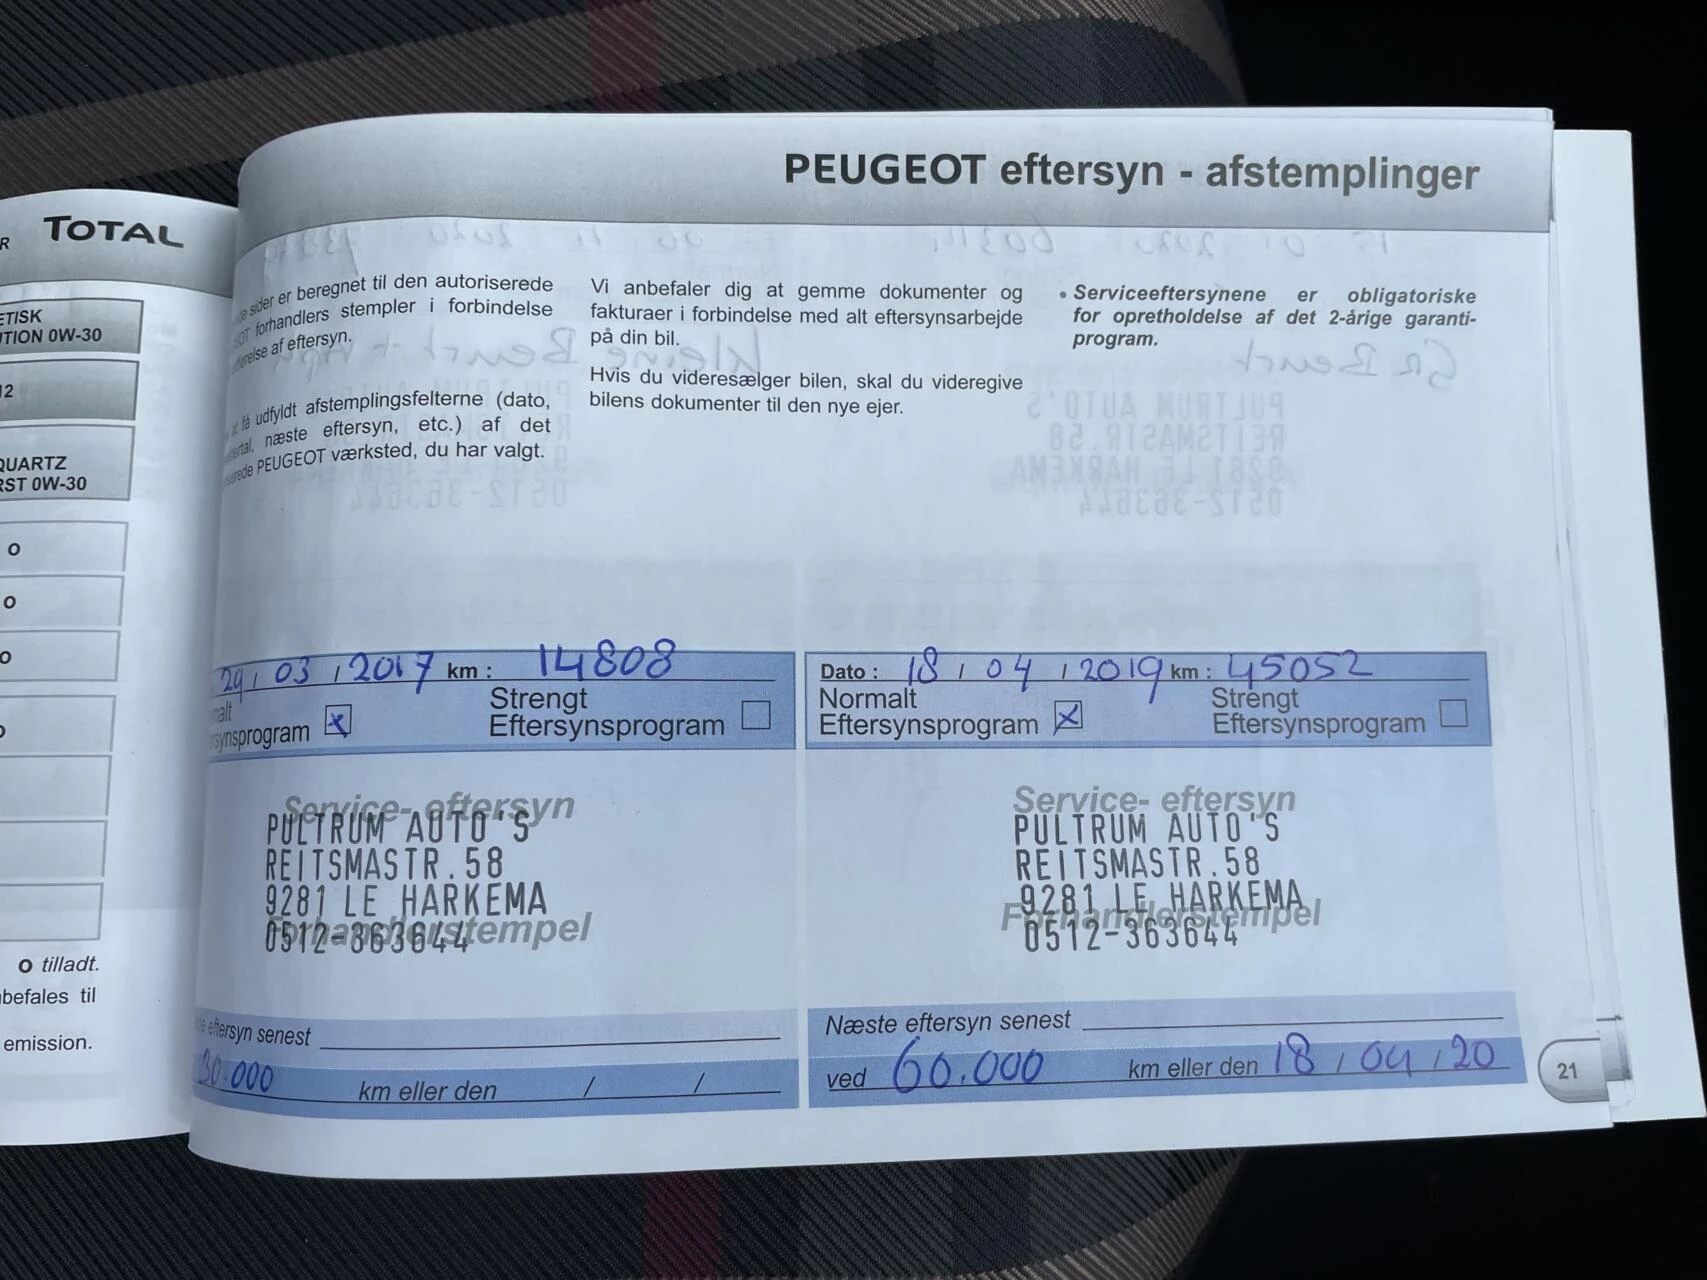 R TOTAL
ETISK
TION 0W-30
12
QUARTZ
RST 0W-30
o
o
o
o tilladt.
befales til
emission.
PEUGEOT eftersyn - afstemplinger
sider er beregnet til den autoriserede
forhandlers stempler i forbindelse
af eftersyn.
få udfyldt afstemplingsfelterne (dato,
næste eftersyn, etc.) af det
PEUGEOT værksted, du har valgt.
Vi anbefaler dig at gemme dokumenter og
fakturaer i forbindelse med alt eftersynsarbejde
på din bil.
Hvis du videresælger bilen, skal du videregive
bilens dokumenter til den nye ejer.
• Serviceeftersynene er obligatoriske
for opretholdelse af det 2-årige garanti-
program.
29 / 03 / 2017 km : 14808
malt
synsprogram x
Strengt
Eftersynsprogram
Service- eftersyn
PULTRUM AUTO'S
REITSMASTR.58
9281 LE HARKEMA
Forhandlerstempel
0512-363644
eftersyn senest
30.000 km eller den / /
Dato : 18 / 04 / 2019 km : 45052
Normalt
Eftersynsprogram x
Strengt
Eftersynsprogram
Service- eftersyn
PULTRUM AUTO'S
REITSMASTR.58
9281 LE HARKEMA
Forhandlerstempel
0512-363644
Næste eftersyn senest
ved 60.000 km eller den 18 / 04 / 20
21